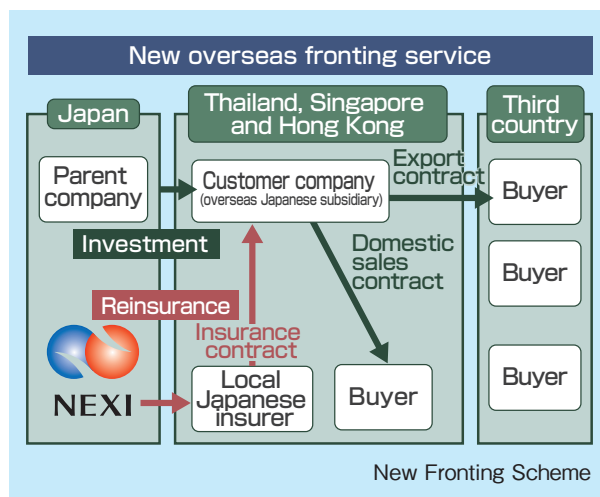 New overseas fronting service
Japan
Thailand, Singapore
and Hong Kong
Third
country
Parent
company
Customer company
(overseas Japanese subsidiary)
Export
contract
Buyer
Investment
Domestic
sales
contract
Buyer
Reinsurance
Insurance
contract
NEXI
Local
Japanese
insurer
Buyer
Buyer
New Fronting Scheme